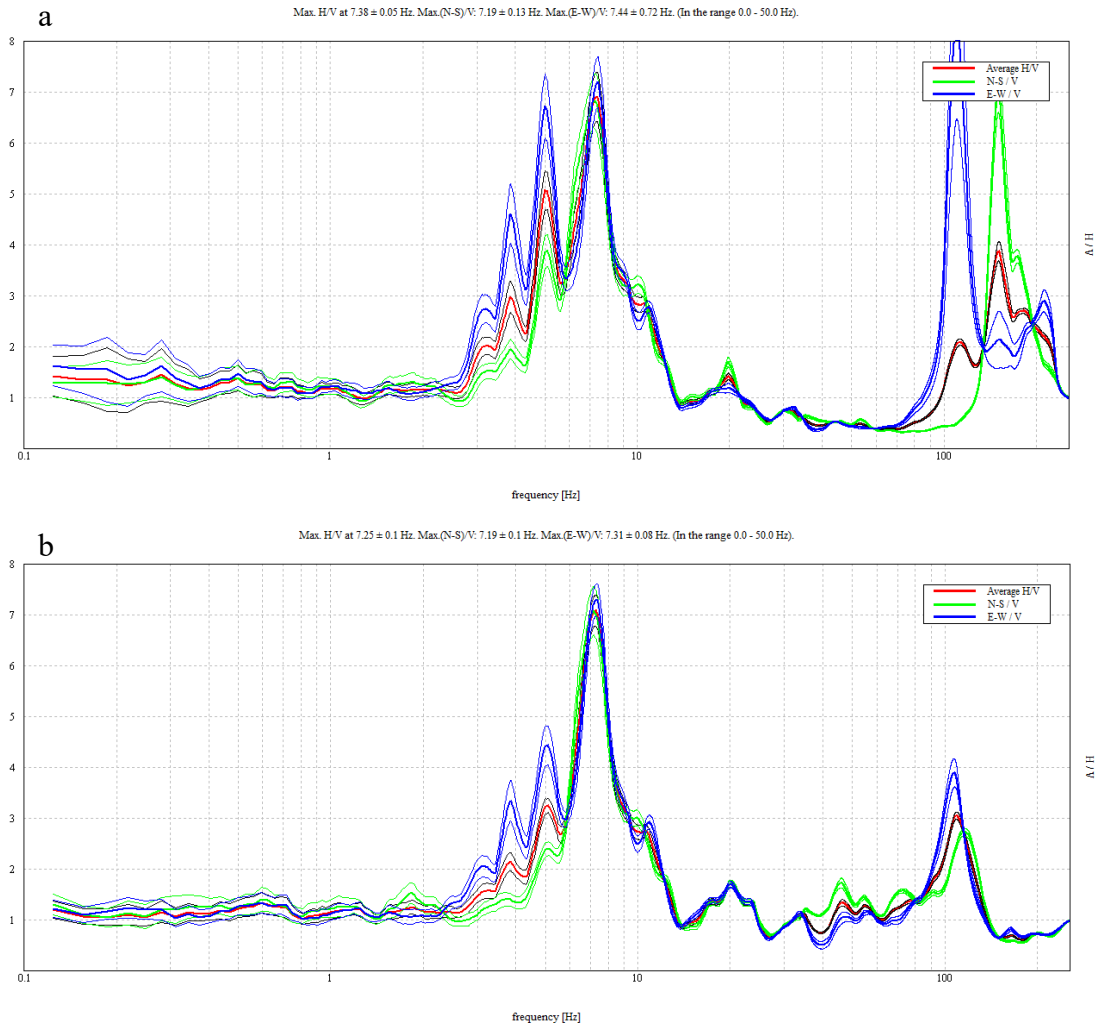 a
Max. H/V at 7.38 ± 0.05 Hz. Max.(N-S)/V: 7.19 ± 0.13 Hz. Max.(E-W)/V: 7.44 ± 0.72 Hz. (In the range 0.0 - 50.0 Hz).
8
7
6
5
4
3
2
1
Average H/V
N-S / V
E-W / V
H / V
0.1
1
10
100
frequency [Hz]
b
Max. H/V at 7.25 ± 0.1 Hz. Max.(N-S)/V: 7.19 ± 0.1 Hz. Max.(E-W)/V: 7.31 ± 0.08 Hz. (In the range 0.0 - 50.0 Hz).
8
7
6
5
4
3
2
1
Average H/V
N-S / V
E-W / V
H / V
0.1
1
10
100
frequency [Hz]